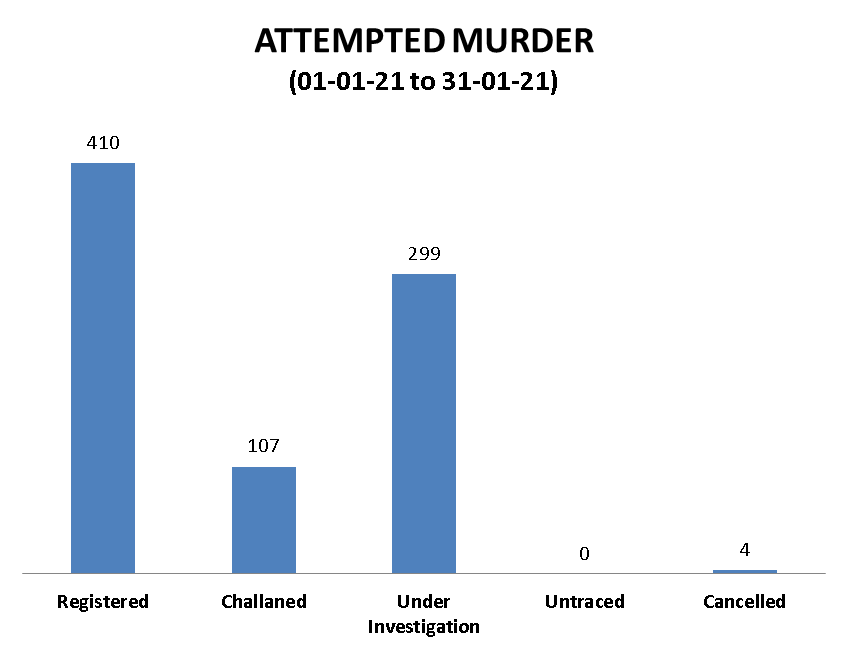 ATTEMPTED MURDER
(01-01-21 to 31-01-21)
410
107
299
0
4
Registered
Challaned
Under
Investigation
Untraced
Cancelled